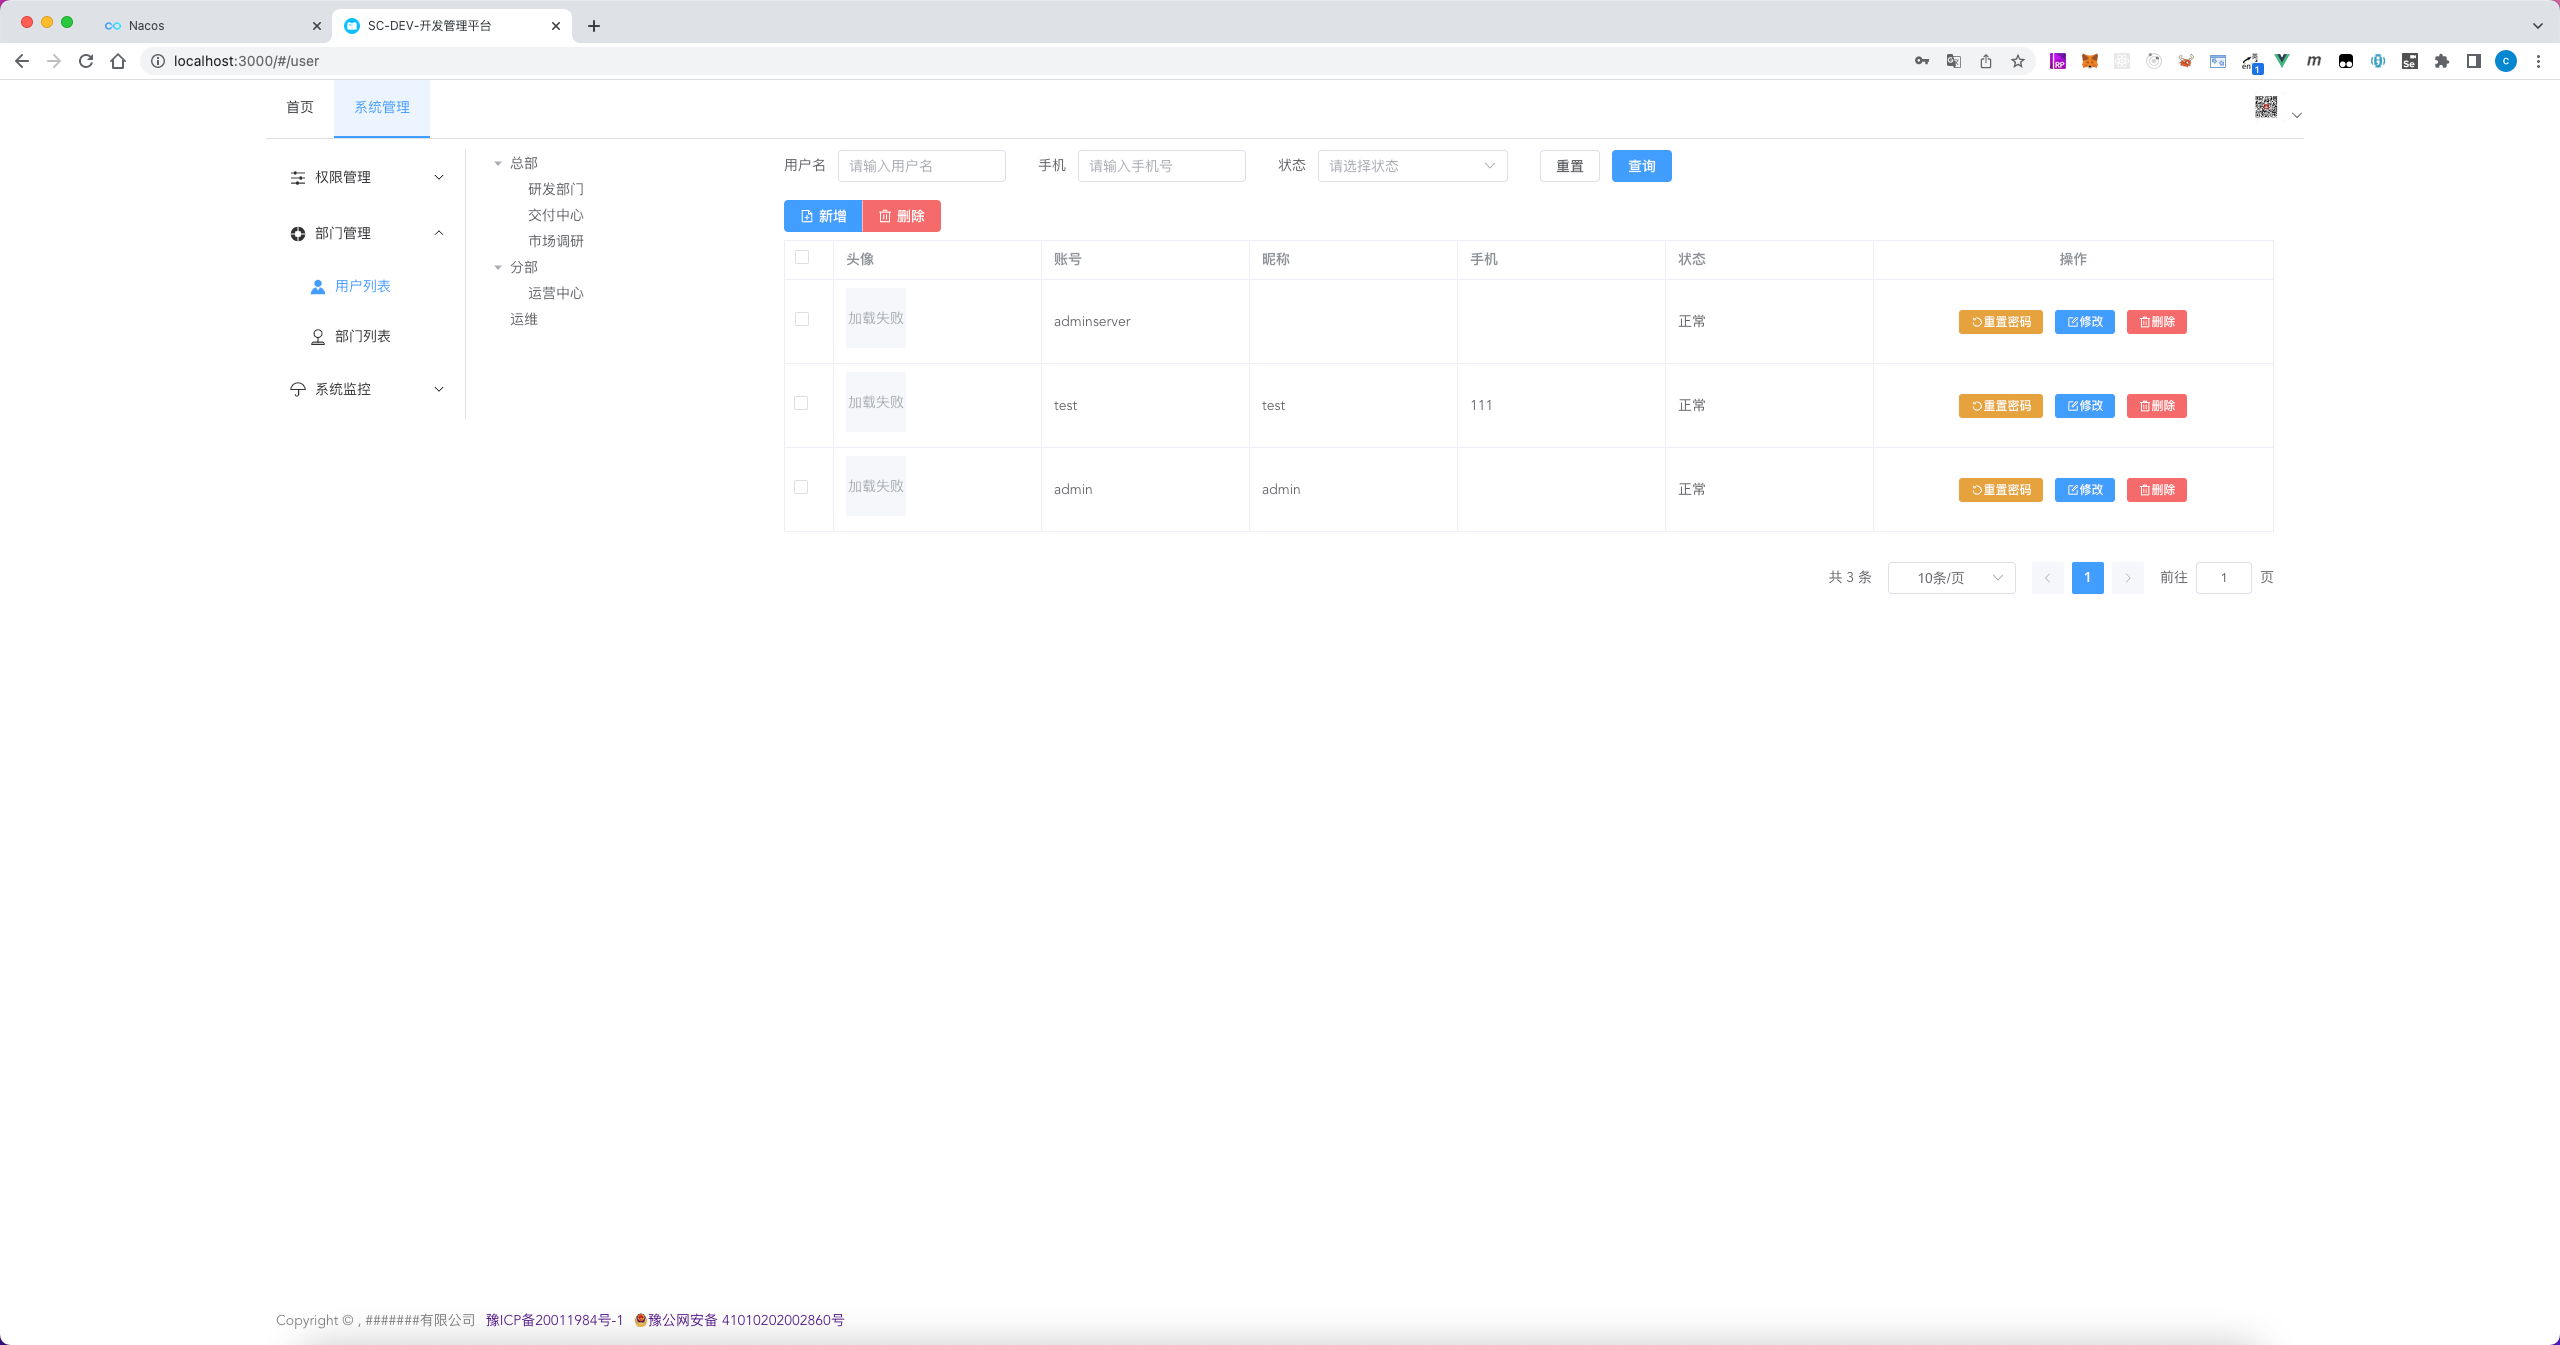 Nacos
SC-DEV-开发管理平台
localhost:3000/#/user
首页 系统管理
权限管理
部门管理
用户列表
部门列表
系统监控
总部
研发部门
交付中心
市场调研
分部
运营中心
运维
用户名 请输入用户名 手机 请输入手机号 状态 请选择状态 重置 查询
新增 删除
头像 账号 昵称 手机 状态 操作
加载失败 adminserver 正常 重置密码 修改 删除
加载失败 test test 111 正常 重置密码 修改 删除
加载失败 admin admin 正常 重置密码 修改 删除
共 3 条 10条/页 1 前往 1 页
Copyright © , #######有限公司 豫ICP备20011984号-1 豫公网安备 41010202002860号